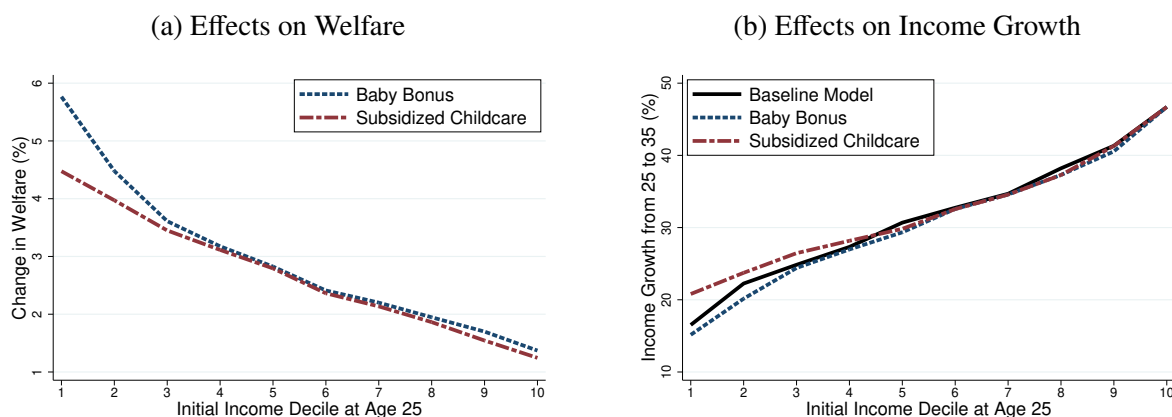 (a) Effects on Welfare
Change in Welfare (%)
6
5
4
3
2
1
Baby Bonus
Subsidized Childcare
1 2 3 4 5 6 7 8 9 10
Initial Income Decile at Age 25
(b) Effects on Income Growth
Income Growth from 25 to 35 (%)
50
40
30
20
10
Baseline Model
Baby Bonus
Subsidized Childcare
1 2 3 4 5 6 7 8 9 10
Initial Income Decile at Age 25